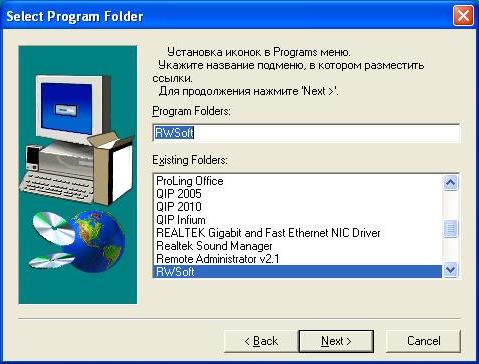 Select Program Folder
Установка иконок в Programs меню.
Укажите название подменю, в котором разместить
ссылки.
Для продолжения нажмите 'Next >'.
Program Folders:
RWSoft
Existing Folders:
ProLing Office
QIP 2005
QIP 2010
QIP Infium
REALTEK Gigabit and Fast Ethernet NIC Driver
Realtek Sound Manager
Remote Administrator v2.1
RWSoft
< Back
Next >
Cancel